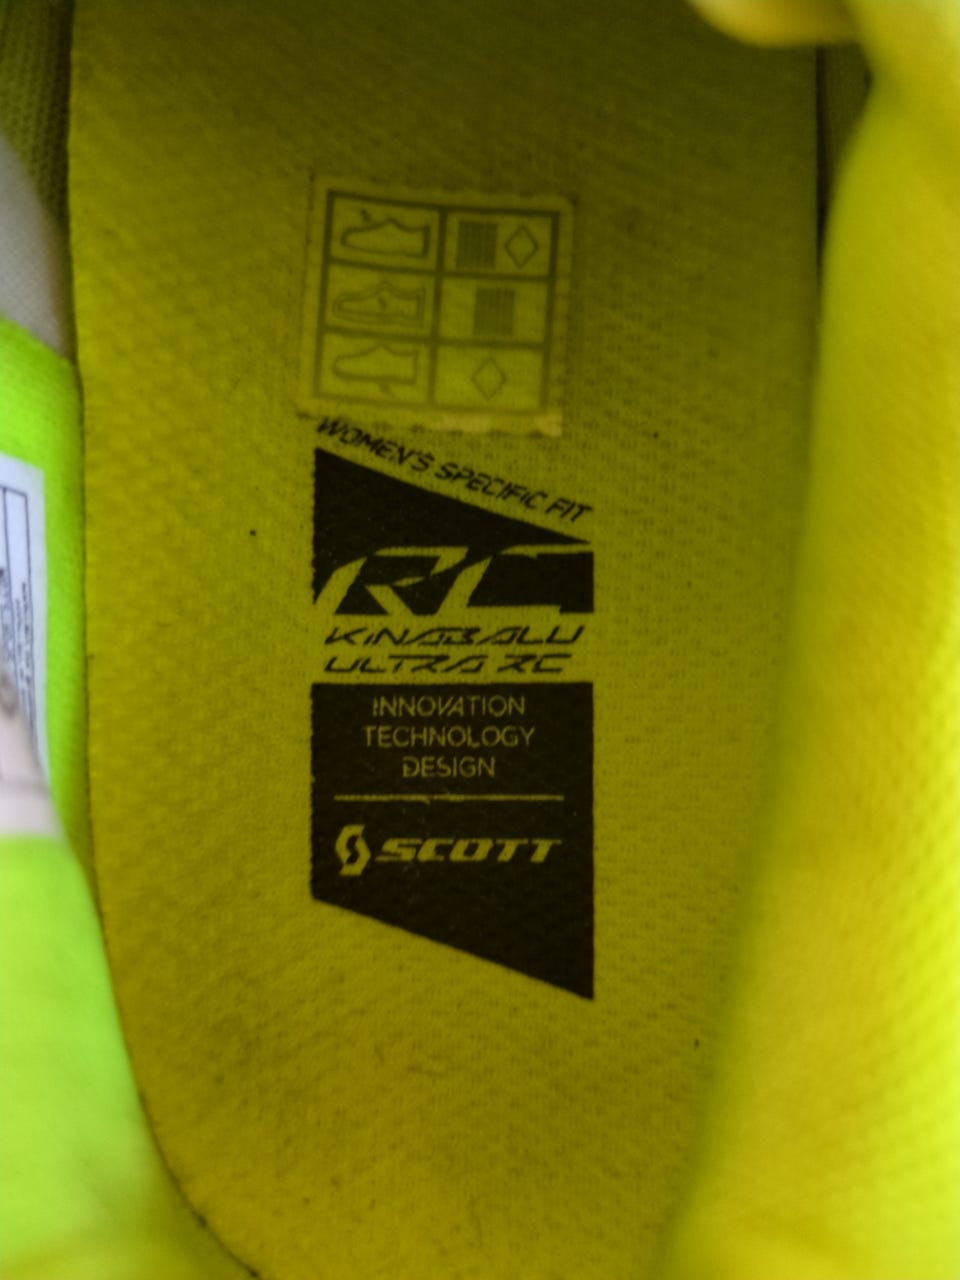 WOMEN'S SPECIFIC FIT
RC
KINABALU
ULTRA RC
INNOVATION
TECHNOLOGY
DESIGN
SCOTT